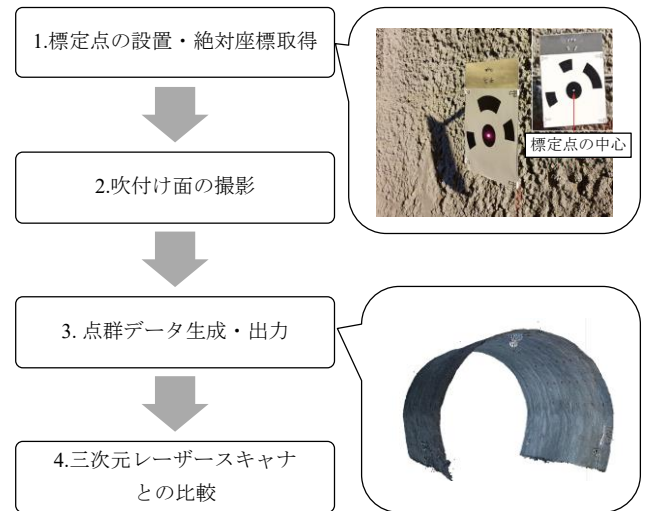 1.標定点の設置・絶対座標取得
標定点の中心
2.吹付け面の撮影
3. 点群データ生成・出力
4.三次元レーザースキャナ
との比較